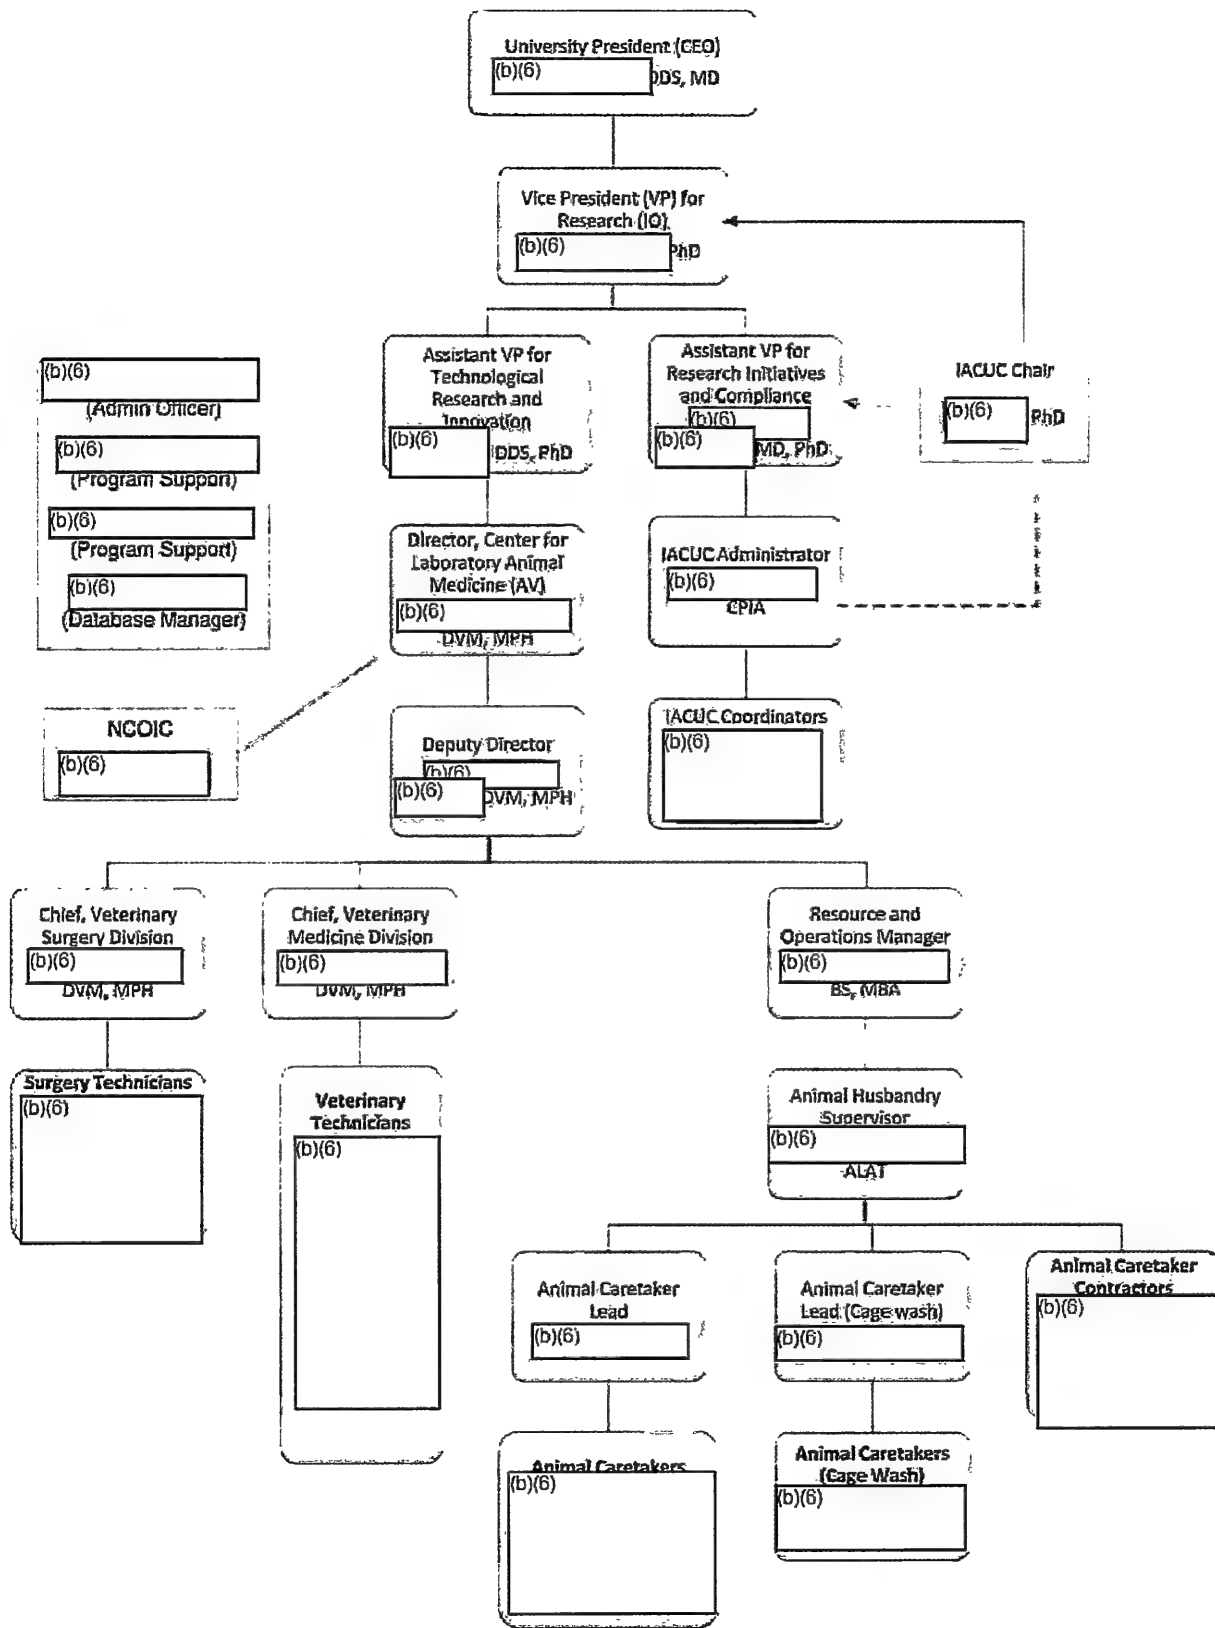 University President (CEO)
(b)(6)
DDS, MD
Vice President (VP) for
Research (IO)
(b)(6)
PhD
Assistant VP for
Technological
Research and
Innovation
(b)(6)
DDS, PhD
Assistant VP for
Research Initiatives
and Compliance
(b)(6)
(b)(6)
MD, PhD
IACUC Chair
(b)(6)
PhD
(b)(6)
(Admin Officer)
(b)(6)
(Program Support)
(b)(6)
(Program Support)
(b)(6)
(Database Manager)
Director, Center for
Laboratory Animal
Medicine (AV)
(b)(6)
DVM, MPH
IACUC Administrator
(b)(6)
CPIA
NCOIC
(b)(6)
Deputy Director
(b)(6)
(b)(6)
DVM, MPH
IACUC Coordinators
(b)(6)
Chief, Veterinary
Surgery Division
(b)(6)
DVM, MPH
Chief, Veterinary
Medicine Division
(b)(6)
DVM, MPH
Resource and
Operations Manager
(b)(6)
BS, MBA
Surgery Technicians
(b)(6)
Veterinary
Technicians
(b)(6)
Animal Husbandry
Supervisor
(b)(6)
ALAT
Animal Caretaker
Lead
(b)(6)
Animal Caretaker
Lead (Cage wash)
(b)(6)
Animal Caretaker
Contractors
(b)(6)
Animal Caretakers
(b)(6)
Animal Caretakers
(Cage Wash)
(b)(6)